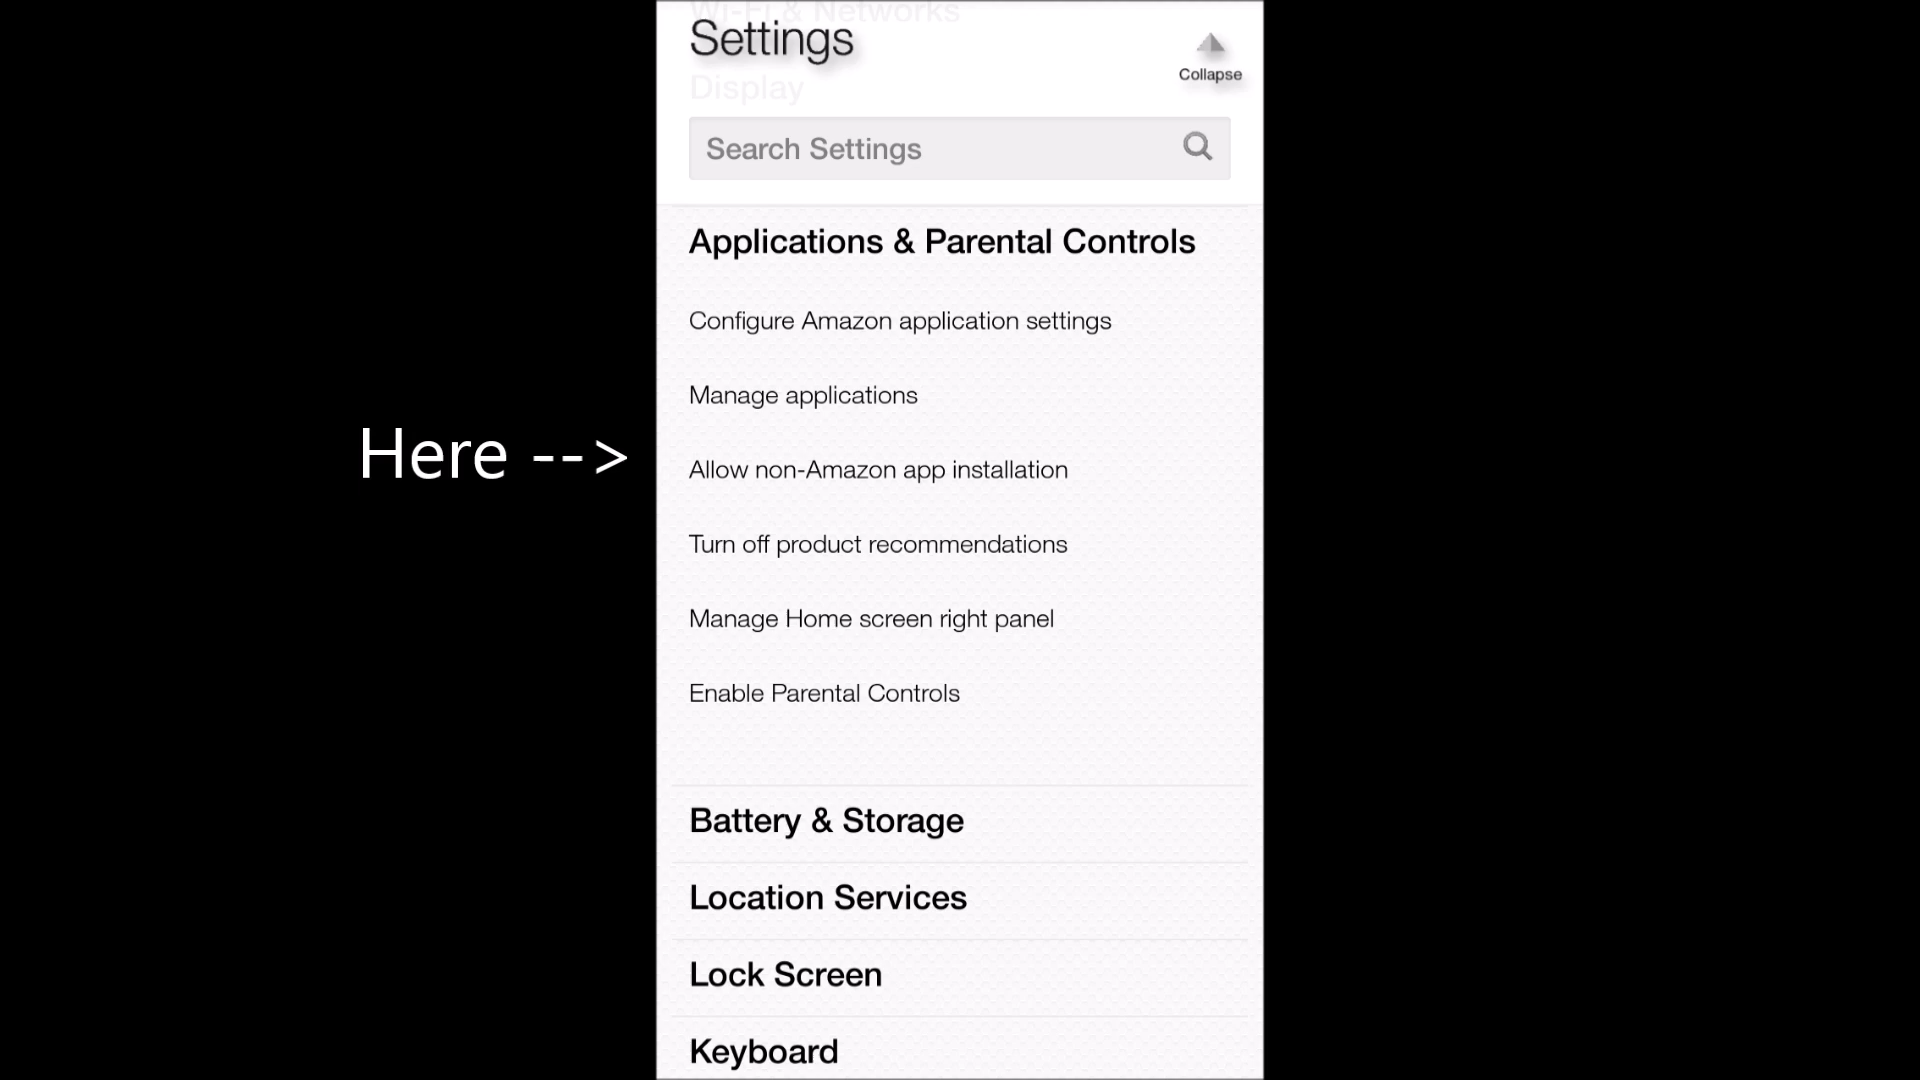 Wi-Fi & Networks
Settings
Collapse
Display
Search Settings
Applications & Parental Controls
Configure Amazon application settings
Manage applications
Here -->
Allow non-Amazon app installation
Turn off product recommendations
Manage Home screen right panel
Enable Parental Controls
Battery & Storage
Location Services
Lock Screen
Keyboard